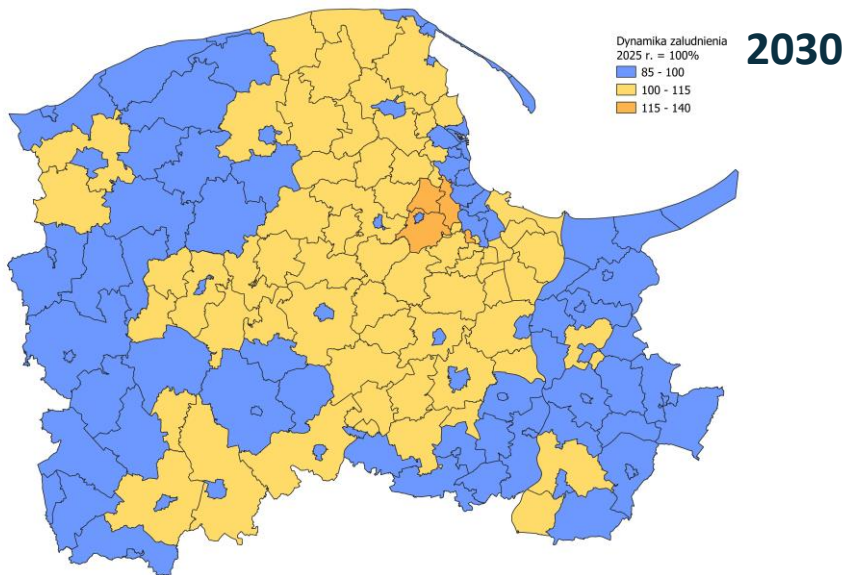 Dynamika zaludnienia
2025 r. = 100%
85 - 100
100 - 115
115 - 140
2030